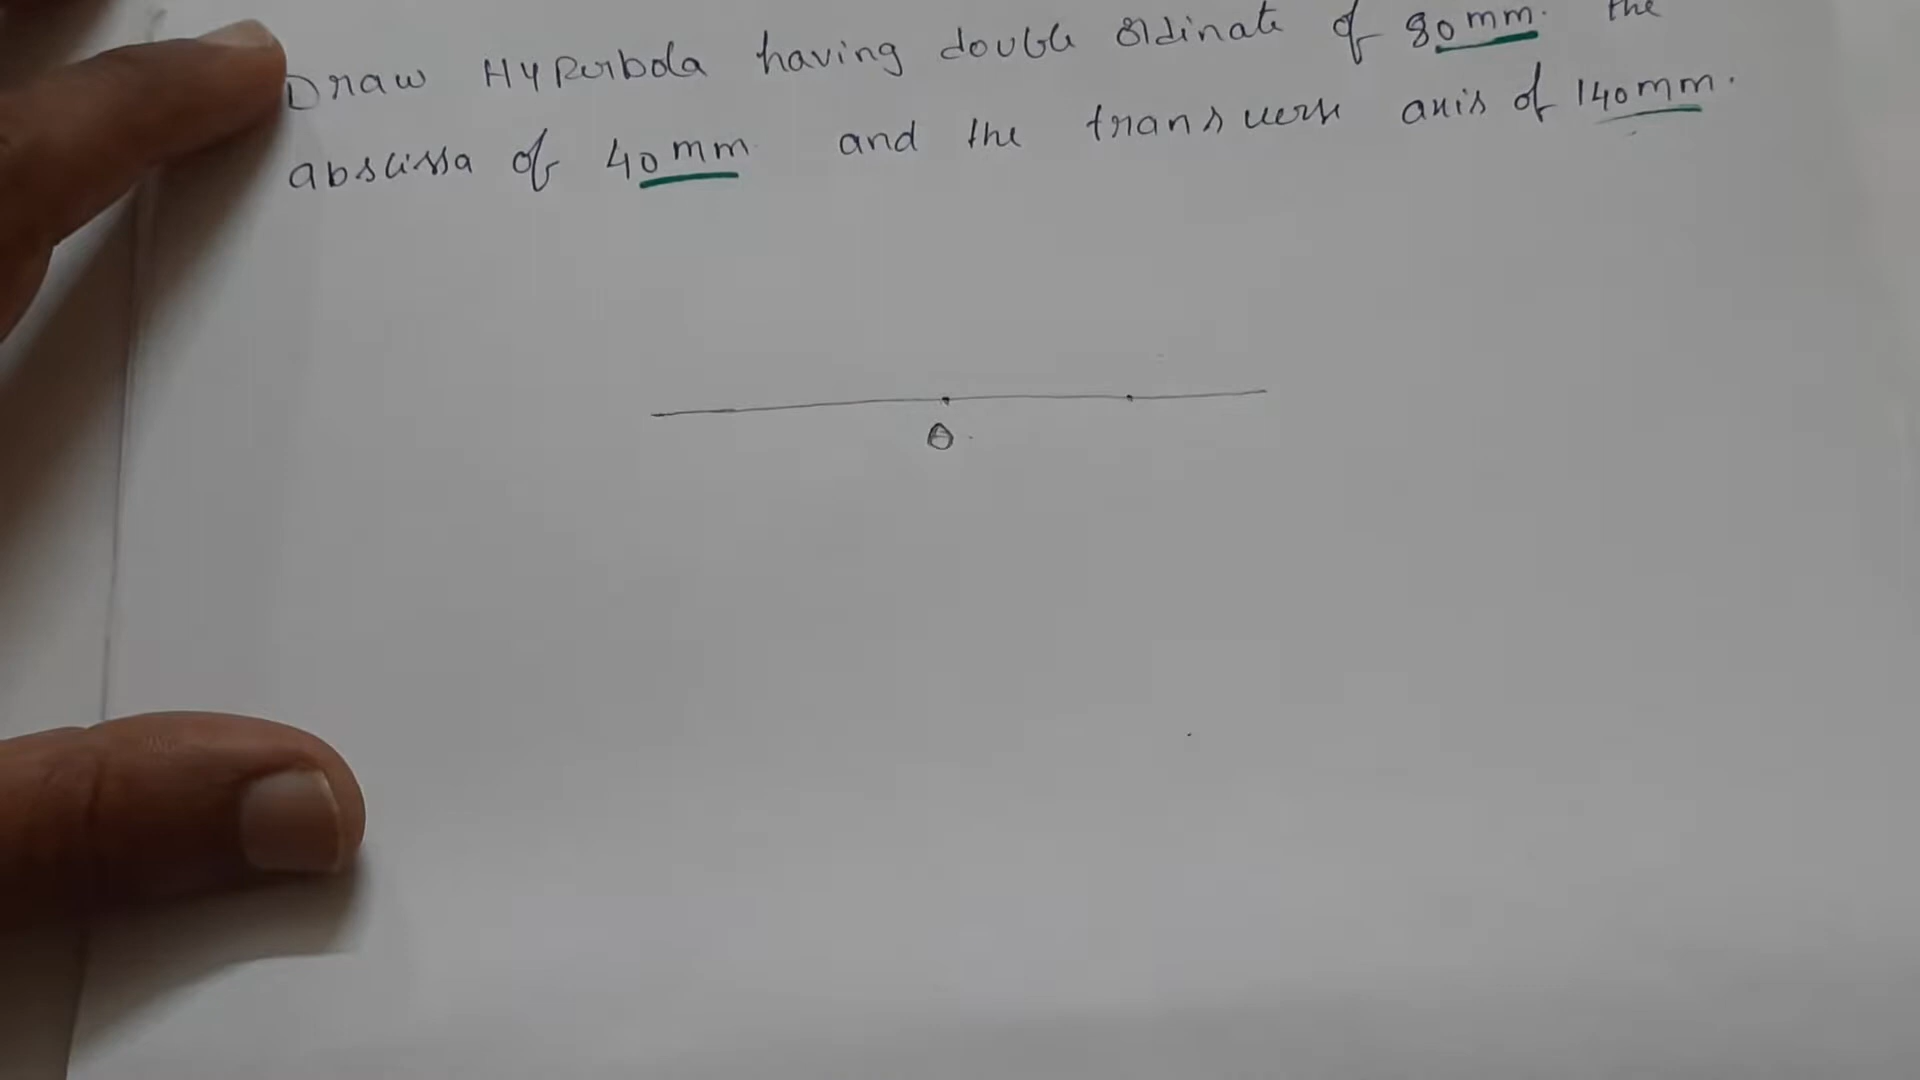 Draw Hyperbola having double ordinate of 80mm. the
abscissa of 40mm and the transverse axis of 140mm.
O